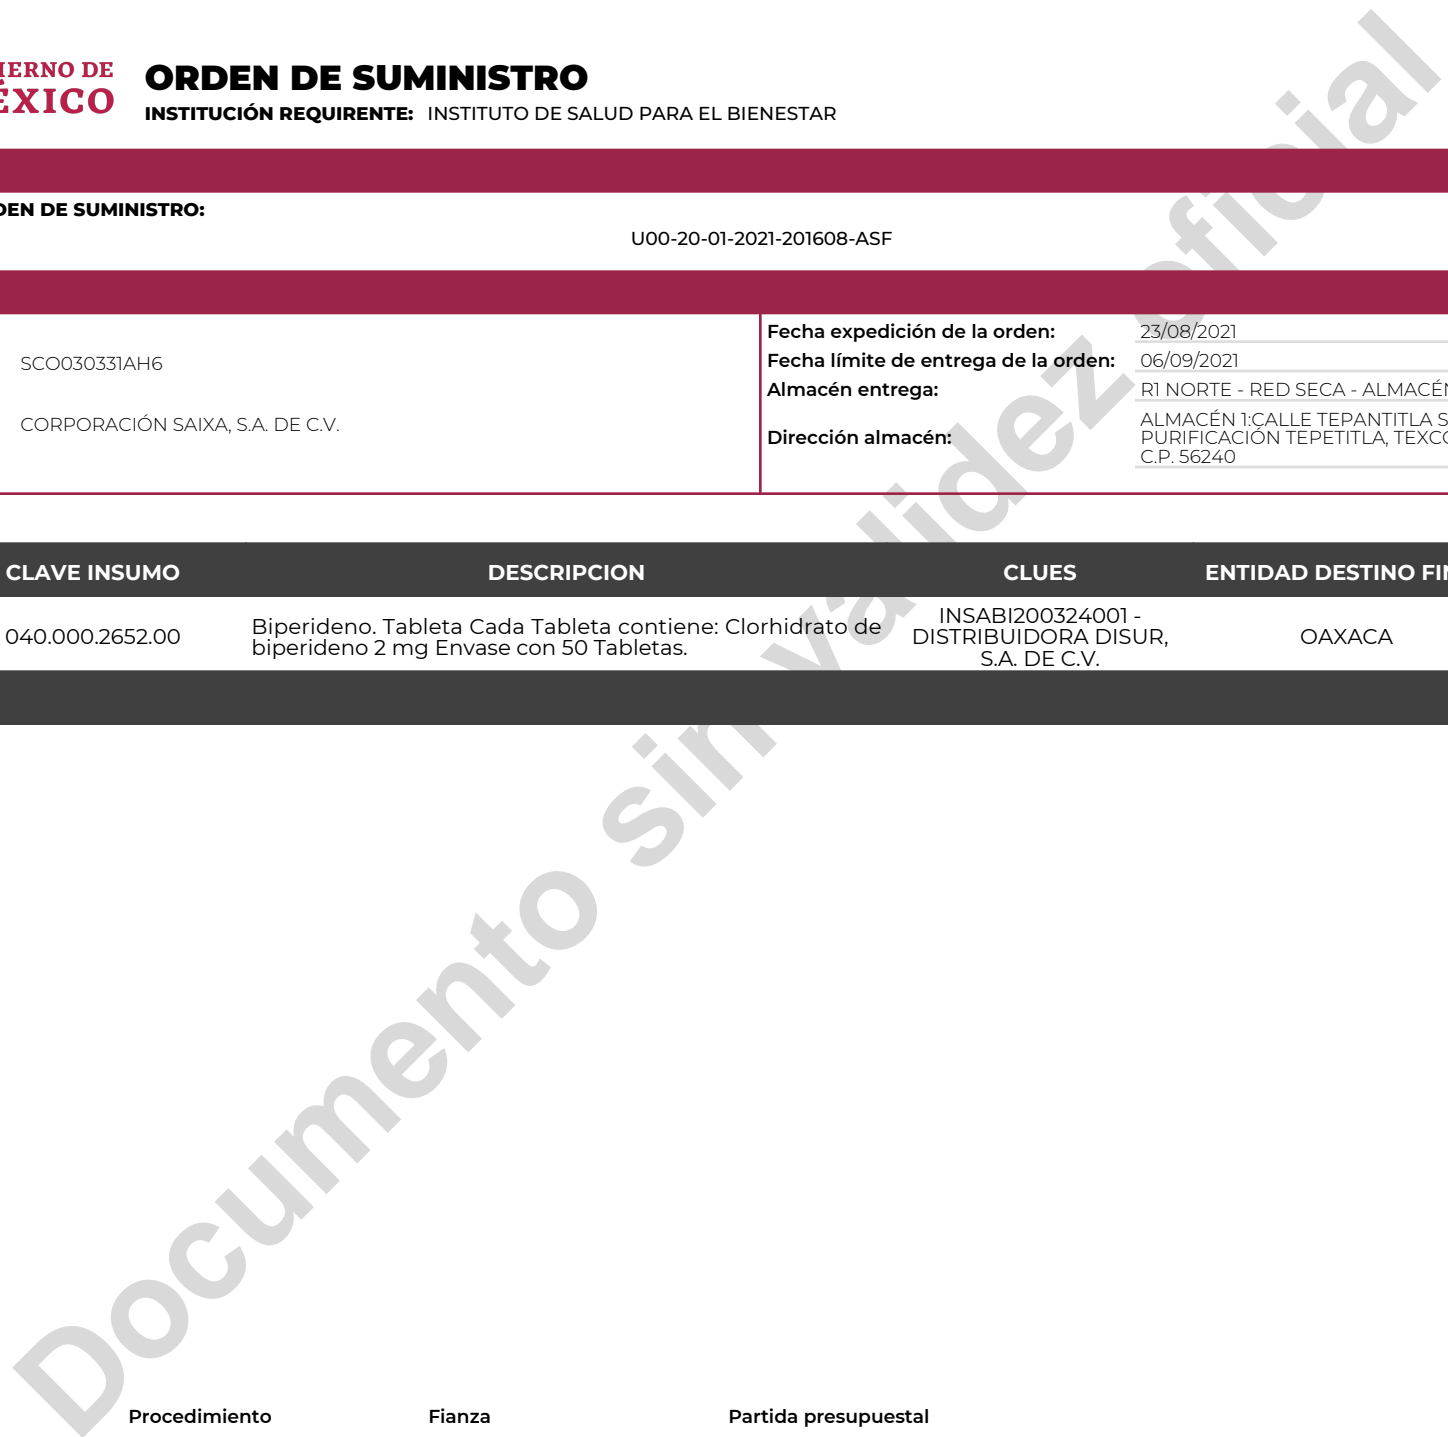 IERNO DE
ÉXICO
ORDEN DE SUMINISTRO
INSTITUCIÓN REQUIRENTE: INSTITUTO DE SALUD PARA EL BIENESTAR
DEN DE SUMINISTRO:
U00-20-01-2021-201608-ASF
SCO030331AH6
CORPORACIÓN SAIXA, S.A. DE C.V.
Fecha expedición de la orden: 23/08/2021
Fecha límite de entrega de la orden: 06/09/2021
Almacén entrega: R1 NORTE - RED SECA - ALMACÉN
Dirección almacén: ALMACÉN 1:CALLE TEPANTITLA S
PURIFICACIÓN TEPETITLA, TEXCO
C.P. 56240
CLAVE INSUMO DESCRIPCION CLUES ENTIDAD DESTINO FIN
040.000.2652.00
Biperideno. Tableta Cada Tableta contiene: Clorhidrato de
biperideno 2 mg Envase con 50 Tabletas.
INSABI200324001 -
DISTRIBUIDORA DISUR,
S.A. DE C.V.
OAXACA
Documento sin validez oficial
Procedimiento Fianza Partida presupuestal